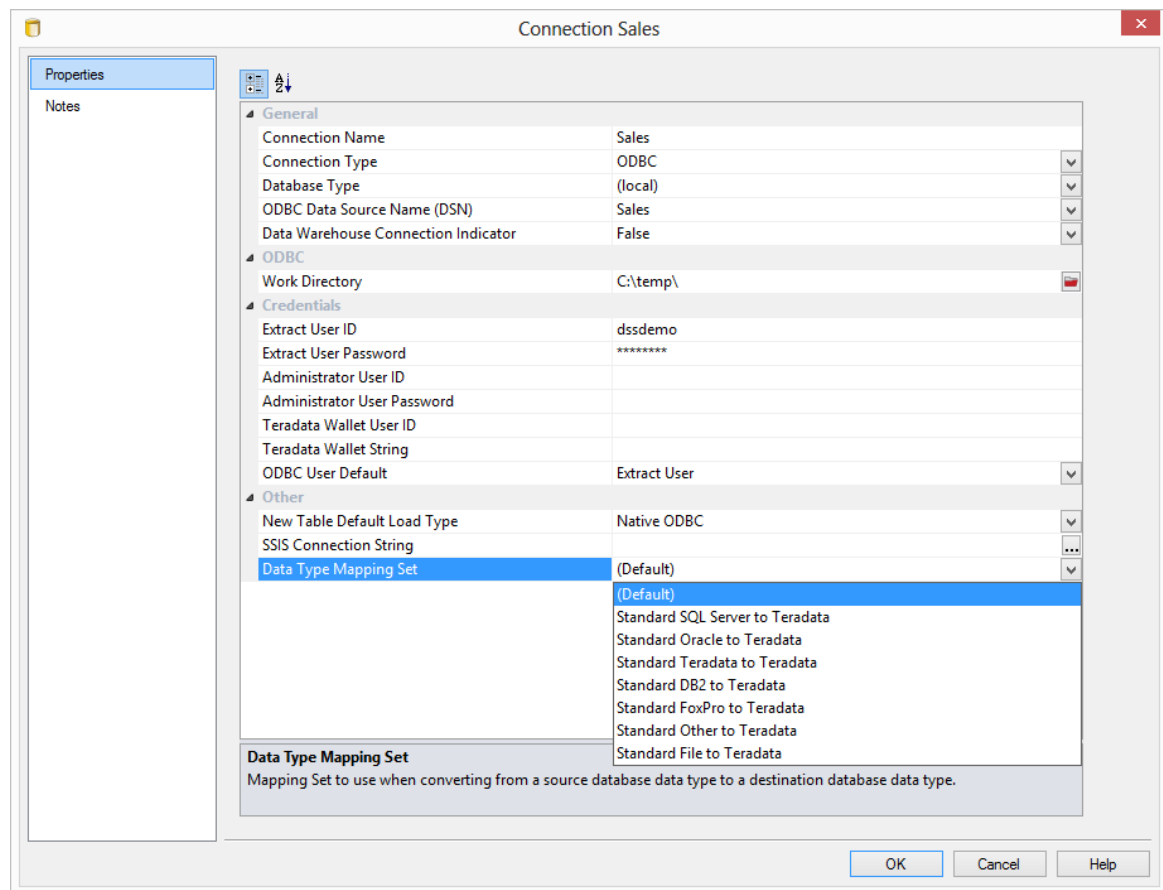 Connection Sales
Properties
Notes
General
Connection Name Sales
Connection Type ODBC
Database Type (local)
ODBC Data Source Name (DSN) Sales
Data Warehouse Connection Indicator False
ODBC
Work Directory C:\temp\
Credentials
Extract User ID dssdemo
Extract User Password ********
Administrator User ID
Administrator User Password
Teradata Wallet User ID
Teradata Wallet String
ODBC User Default Extract User
Other
New Table Default Load Type Native ODBC
SSIS Connection String ...
Data Type Mapping Set (Default)
(Default)
Standard SQL Server to Teradata
Standard Oracle to Teradata
Standard Teradata to Teradata
Standard DB2 to Teradata
Standard FoxPro to Teradata
Standard Other to Teradata
Standard File to Teradata
Data Type Mapping Set
Mapping Set to use when converting from a source database data type to a destination database data type.
OK Cancel Help